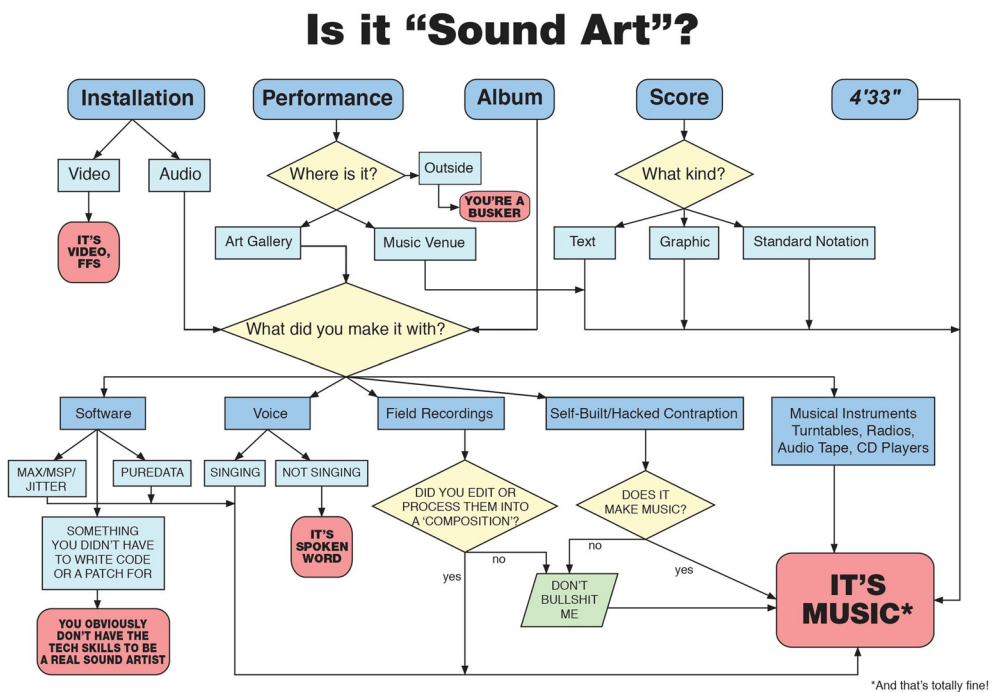 Is it “Sound Art”?
Installation
Performance
Album
Score
4'33"
Video
Audio
Where is it?
Outside
What kind?
YOU'RE A
BUSKER
IT'S
VIDEO,
FFS
Art Gallery
Music Venue
Text
Graphic
Standard Notation
What did you make it with?
Software
Voice
Field Recordings
Self-Built/Hacked Contraption
Musical Instruments
Turntables, Radios,
Audio Tape, CD Players
MAX/MSP/
JITTER
PUREDATA
SINGING
NOT SINGING
DID YOU EDIT OR
PROCESS THEM INTO
A ‘COMPOSITION’?
DOES IT
MAKE MUSIC?
SOMETHING
YOU DIDN'T HAVE
TO WRITE CODE
OR A PATCH FOR
IT'S
SPOKEN
WORD
no
yes
no
yes
DON'T
BULLSHIT
ME
IT'S
MUSIC*
YOU OBVIOUSLY
DON'T HAVE THE
TECH SKILLS TO BE
A REAL SOUND ARTIST
*And that's totally fine!